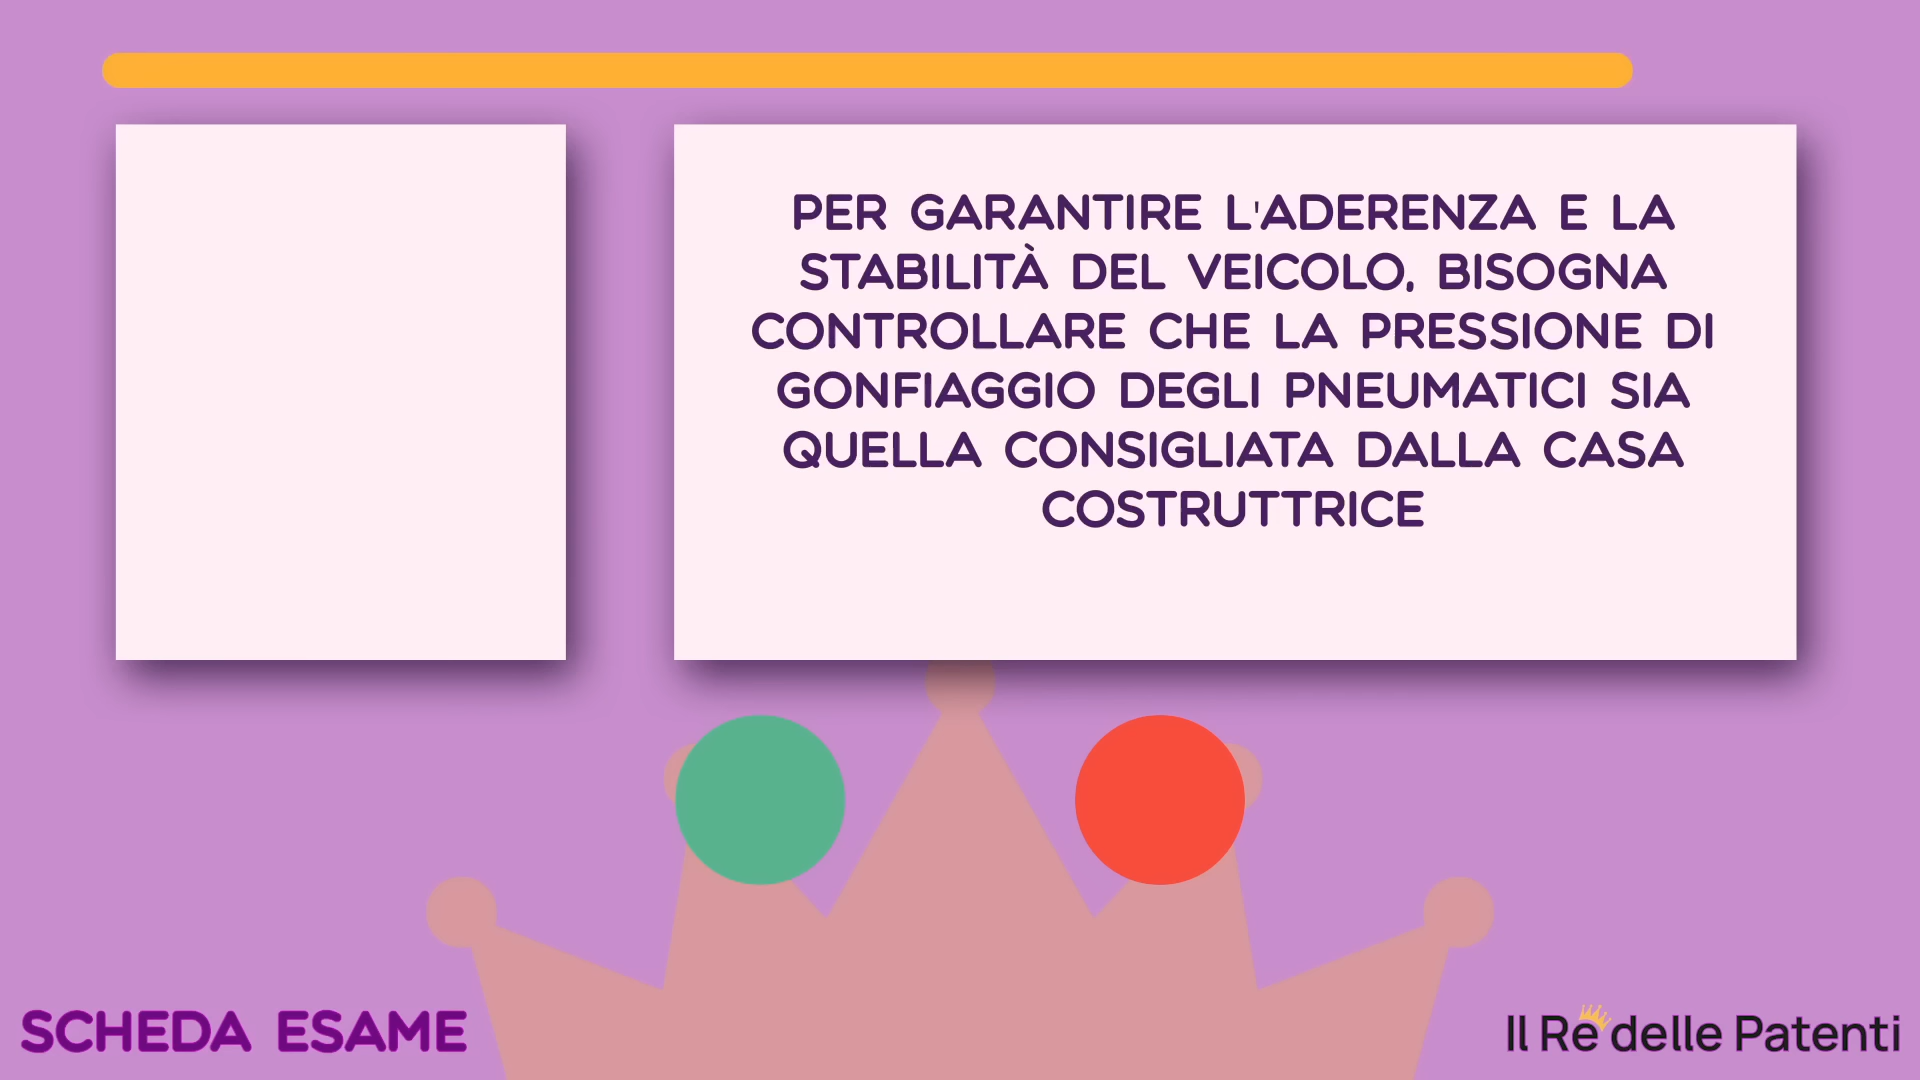 PER GARANTIRE L'ADERENZA E LA
STABILITÀ DEL VEICOLO, BISOGNA
CONTROLLARE CHE LA PRESSIONE DI
GONFIAGGIO DEGLI PNEUMATICI SIA
QUELLA CONSIGLIATA DALLA CASA
COSTRUTTRICE
SCHEDA ESAME
Il Re delle Patenti